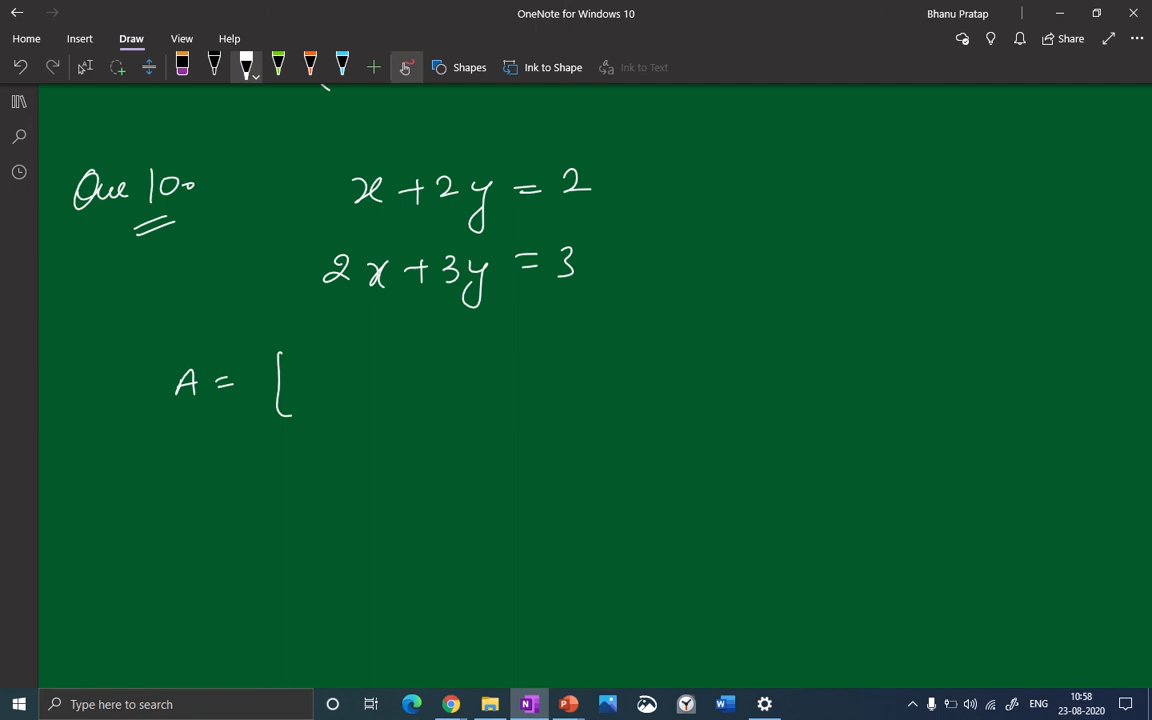 OneNote for Windows 10
Bhanu Pratap
Home Insert Draw View Help
Share
Shapes Ink to Shape Ink to Text
Que 10.
x + 2y = 2
2x + 3y = 3
A = [
Type here to search
ENG
10:58
23-08-2020